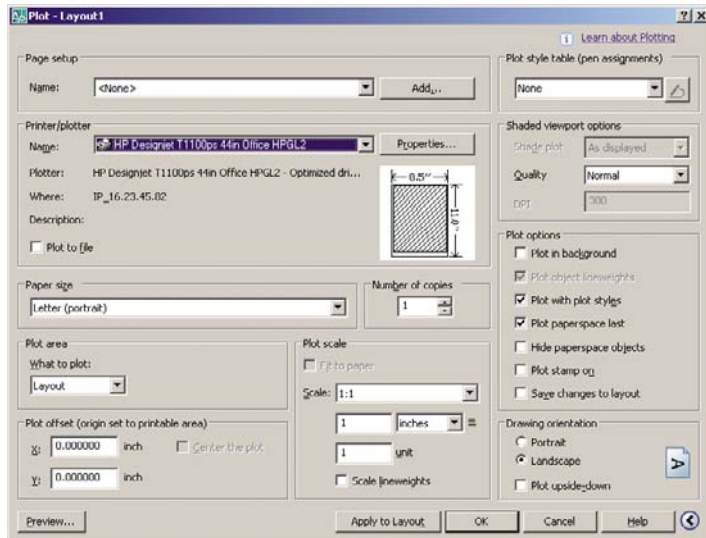 Plot - Layout1
Learn about Plotting
Page setup
Name: <None> Add...
Plot style table (pen assignments)
None
Printer/plotter
Name: HP Designjet T1100ps 44in Office HPGL2 Properties...
Plotter: HP Designjet T1100ps 44in Office HPGL2 - Optimized dri...
Where: IP_16.23.45.82
Description:
Plot to file
8.5"
11.0"
Shaded viewport options
Shade plot As displayed
Quality Normal
DPI 300
Paper size
Letter (portrait)
Number of copies
1
Plot options
Plot in background
Plot object lineweights
Plot with plot styles
Plot paperspace last
Hide paperspace objects
Plot stamp on
Save changes to layout
Plot area
What to plot:
Layout
Plot scale
Fit to paper
Scale: 1:1
1 inches =
1 unit
Scale lineweights
Plot offset (origin set to printable area)
X: 0.000000 inch Center the plot
Y: 0.000000 inch
Drawing orientation
Portrait
Landscape
Plot upside-down
A
Preview... Apply to Layout OK Cancel Help